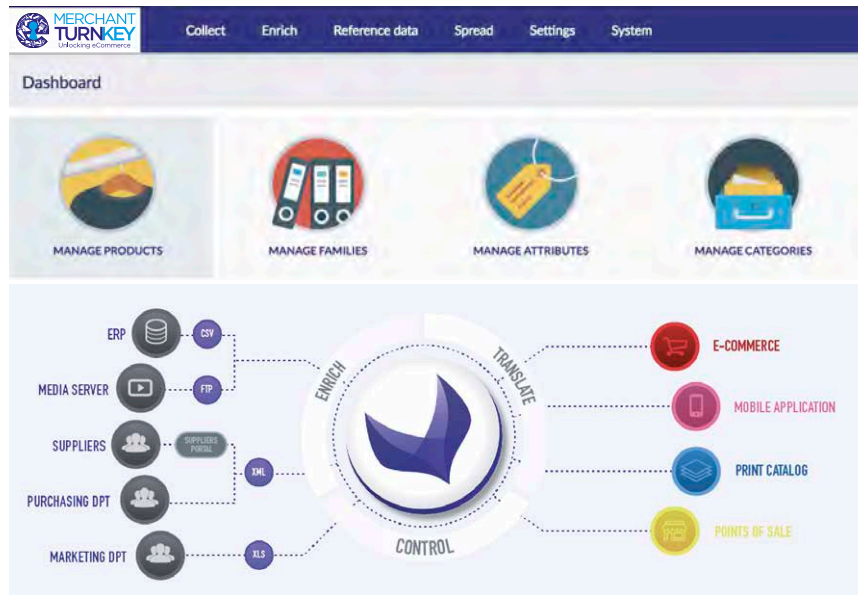 MERCHANT
TURNKEY
Unlocking eCommerce
Collect Enrich Reference data Spread Settings System
Dashboard
MANAGE PRODUCTS MANAGE FAMILIES MANAGE ATTRIBUTES MANAGE CATEGORIES
ERP CSV
MEDIA SERVER FTP
SUPPLIERS SUPPLIERS
PORTAL
XML
PURCHASING DPT
MARKETING DPT XLS
ENRICH
TRANSLATE
CONTROL
E-COMMERCE
MOBILE APPLICATION
PRINT CATALOG
POINTS OF SALE